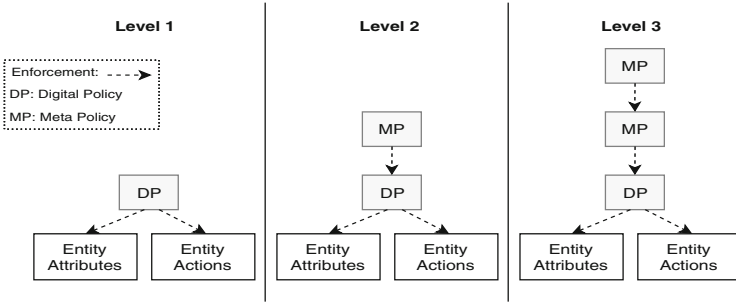 Level 1
Level 2
Level 3
Enforcement:
DP: Digital Policy
MP: Meta Policy
DP
Entity
Attributes
Entity
Actions
MP
DP
Entity
Attributes
Entity
Actions
MP
MP
DP
Entity
Attributes
Entity
Actions